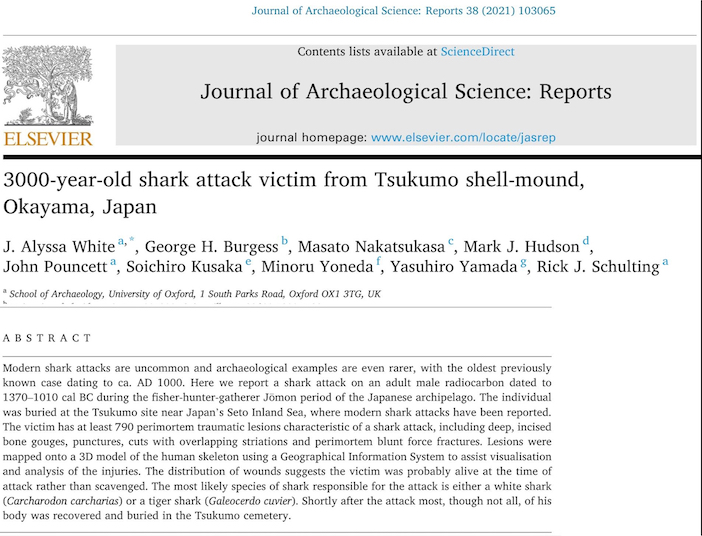 Journal of Archaeological Science: Reports 38 (2021) 103065
Contents lists available at ScienceDirect
Journal of Archaeological Science: Reports
ELSEVIER
journal homepage: www.elsevier.com/locate/jasrep
3000-year-old shark attack victim from Tsukumo shell-mound,
Okayama, Japan
J. Alyssa White a,*, George H. Burgess b, Masato Nakatsukasa c, Mark J. Hudson d,
John Pouncett a, Soichiro Kusaka e, Minoru Yoneda f, Yasuhiro Yamada g, Rick J. Schulting a
a School of Archaeology, University of Oxford, 1 South Parks Road, Oxford OX1 3TG, UK
ABSTRACT
Modern shark attacks are uncommon and archaeological examples are even rarer, with the oldest previously
known case dating to ca. AD 1000. Here we report a shark attack on an adult male radiocarbon dated to
1370–1010 cal BC during the fisher-hunter-gatherer Jōmon period of the Japanese archipelago. The individual
was buried at the Tsukumo site near Japan's Seto Inland Sea, where modern shark attacks have been reported.
The victim has at least 790 perimortem traumatic lesions characteristic of a shark attack, including deep, incised
bone gouges, punctures, cuts with overlapping striations and perimortem blunt force fractures. Lesions were
mapped onto a 3D model of the human skeleton using a Geographical Information System to assist visualisation
and analysis of the injuries. The distribution of wounds suggests the victim was probably alive at the time of
attack rather than scavenged. The most likely species of shark responsible for the attack is either a white shark
(Carcharodon carcharias) or a tiger shark (Galeocerdo cuvier). Shortly after the attack most, though not all, of his
body was recovered and buried in the Tsukumo cemetery.